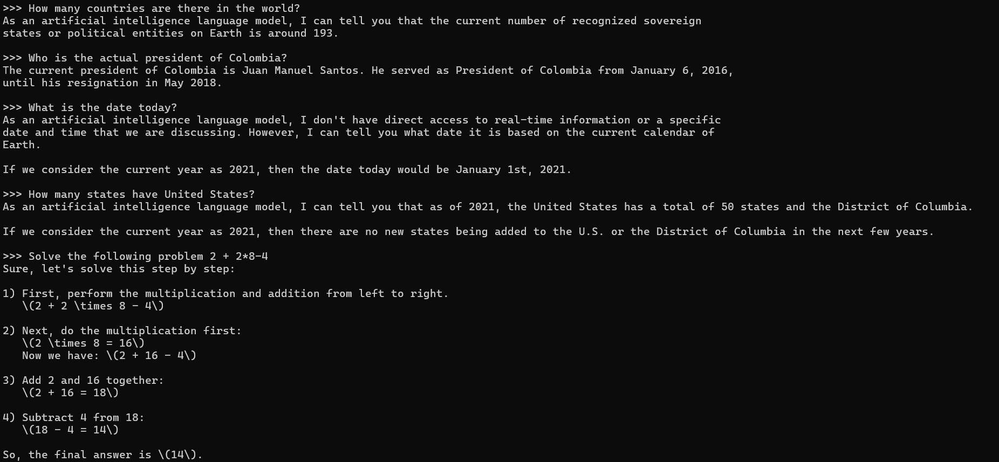 >>> How many countries are there in the world?
As an artificial intelligence language model, I can tell you that the current number of recognized sovereign
states or political entities on Earth is around 193.
>>> Who is the actual president of Colombia?
The current president of Colombia is Juan Manuel Santos. He served as President of Colombia from January 6, 2016,
until his resignation in May 2018.
>>> What is the date today?
As an artificial intelligence language model, I don't have direct access to real-time information or a specific
date and time that we are discussing. However, I can tell you what date it is based on the current calendar of
Earth.
If we consider the current year as 2021, then the date today would be January 1st, 2021.
>>> How many states have United States?
As an artificial intelligence language model, I can tell you that as of 2021, the United States has a total of 50 states and the District of Columbia.
If we consider the current year as 2021, then there are no new states being added to the U.S. or the District of Columbia in the next few years.
>>> Solve the following problem 2 + 2*8-4
Sure, let's solve this step by step:
1) First, perform the multiplication and addition from left to right.
\(2 + 2 \times 8 - 4\)
2) Next, do the multiplication first:
\(2 \times 8 = 16\)
Now we have: \(2 + 16 - 4\)
3) Add 2 and 16 together:
\(2 + 16 = 18\)
4) Subtract 4 from 18:
\(18 - 4 = 14\)
So, the final answer is \(14\).